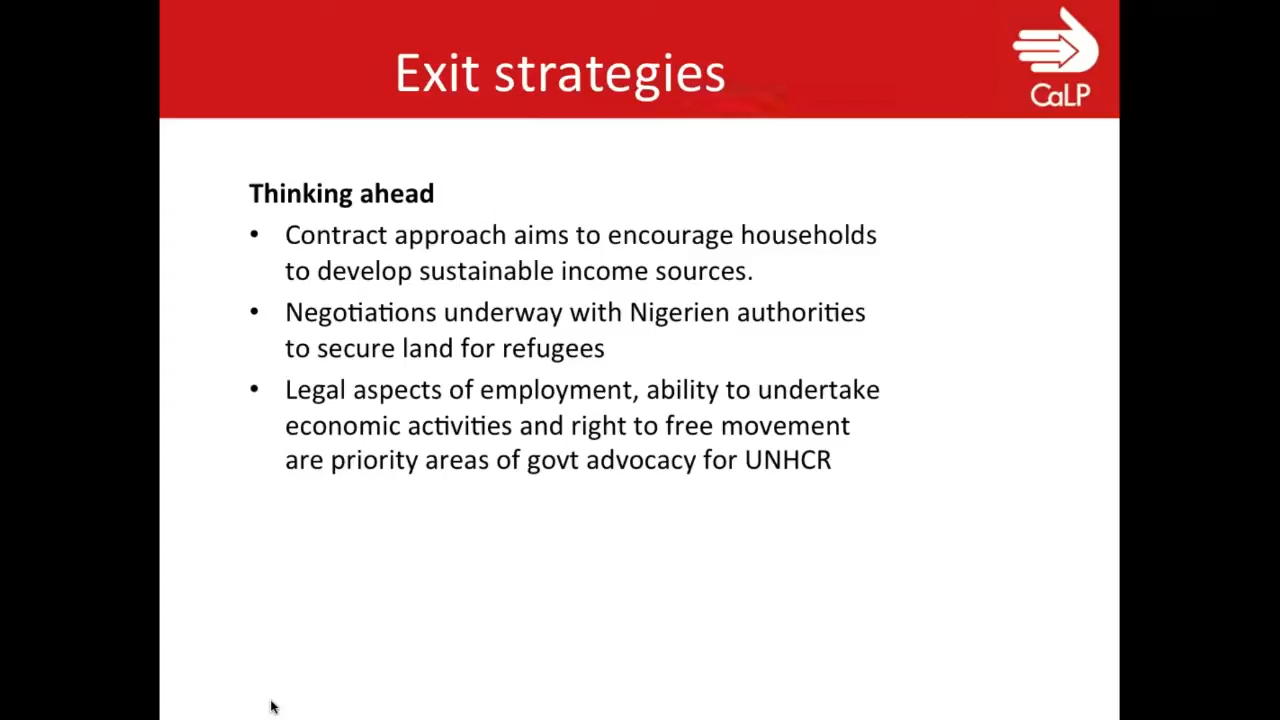 Exit strategies
CaLP
Thinking ahead
• Contract approach aims to encourage households
to develop sustainable income sources.
• Negotiations underway with Nigerien authorities
to secure land for refugees
• Legal aspects of employment, ability to undertake
economic activities and right to free movement
are priority areas of govt advocacy for UNHCR